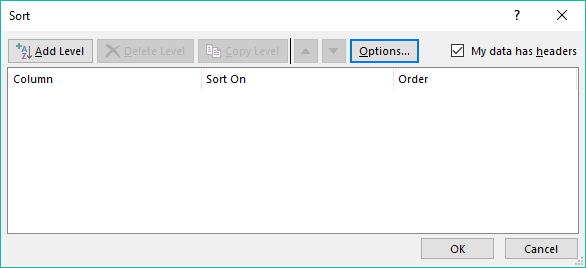 Sort
?
Add Level Delete Level Copy Level Options... My data has headers
Column Sort On Order
OK Cancel